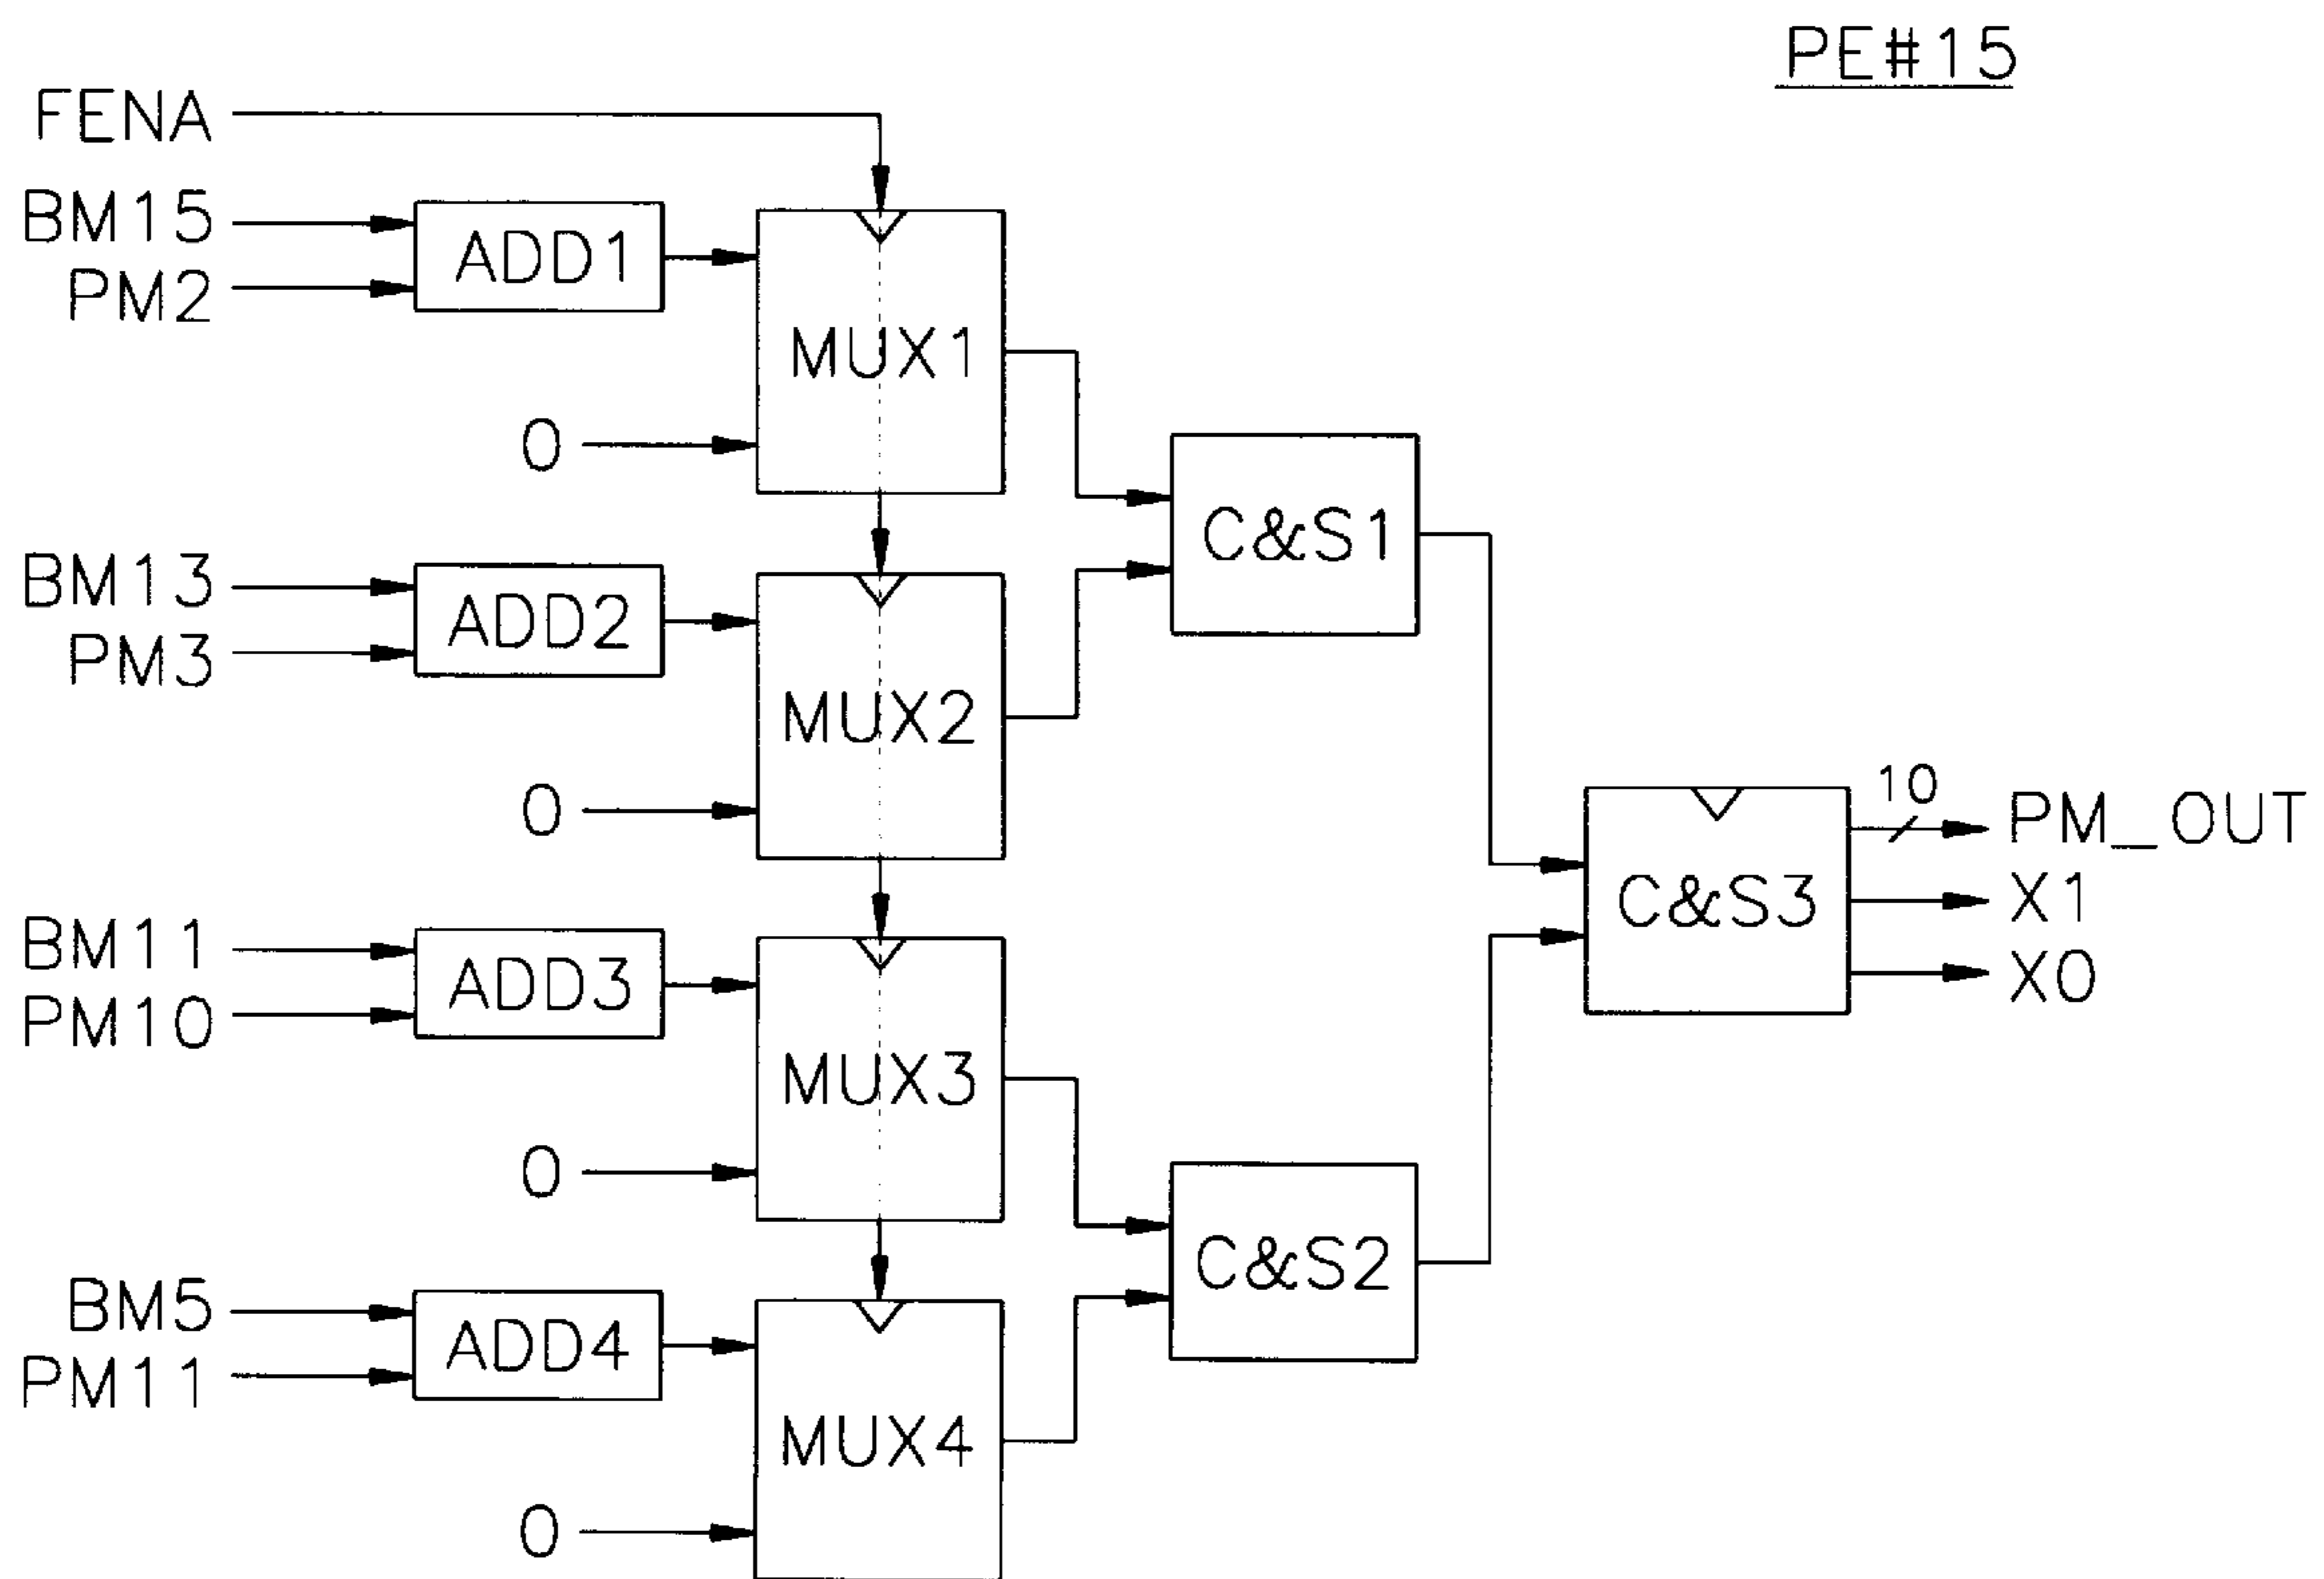 PE#15
FENA
BM15
PM2
ADD1
MUX1
0
C&S1
BM13
PM3
ADD2
MUX2
0
10
PM_OUT
C&S3
X1
X0
BM11
PM10
ADD3
MUX3
0
C&S2
BM5
PM11
ADD4
MUX4
0